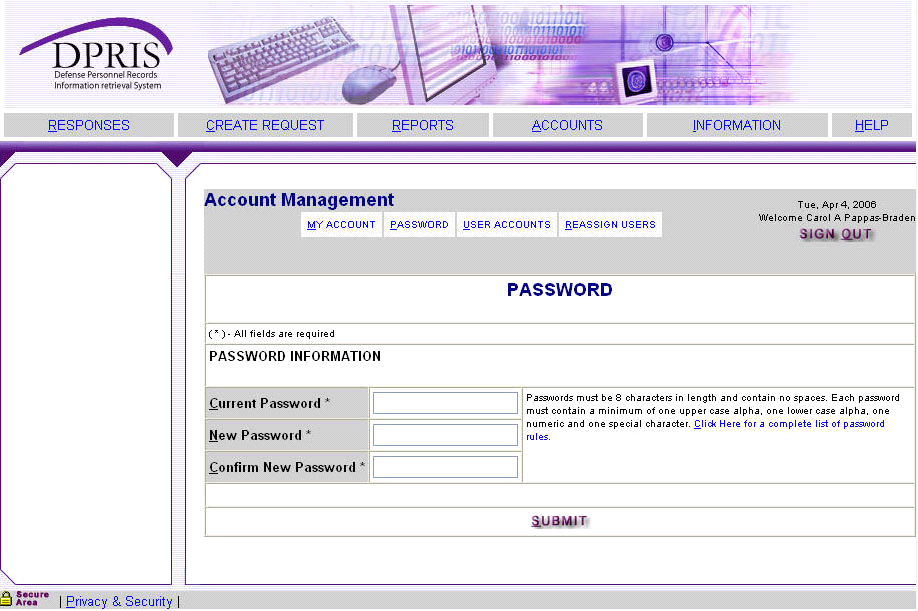 DPRIS
Defense Personnel Records
Information retrieval System
RESPONSES
CREATE REQUEST
REPORTS
ACCOUNTS
INFORMATION
HELP
Account Management
MY ACCOUNT
PASSWORD
USER ACCOUNTS
REASSIGN USERS
Tue, Apr 4, 2006
Welcome Carol A Pappas-Braden
SIGN OUT
PASSWORD
( * ) - All fields are required
PASSWORD INFORMATION
Current Password *
New Password *
Confirm New Password *
Passwords must be 8 characters in length and contain no spaces. Each password
must contain a minimum of one upper case alpha, one lower case alpha, one
numeric and one special character. Click Here for a complete list of password
rules.
SUBMIT
Secure
Area
| Privacy & Security |